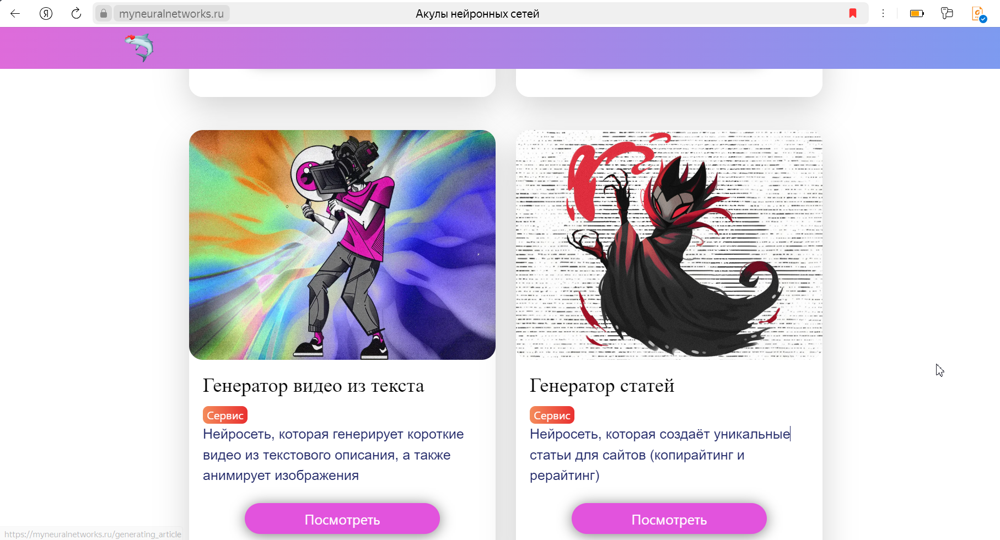 myneuralnetworks.ru
Акулы нейронных сетей
Генератор видео из текста
Сервис
Нейросеть, которая генерирует короткие
видео из текстового описания, а также
анимирует изображения
Посмотреть
Генератор статей
Сервис
Нейросеть, которая создаёт уникальные
статьи для сайтов (копирайтинг и
рерайтинг)
Посмотреть
https://myneuralnetworks.ru/generating_article